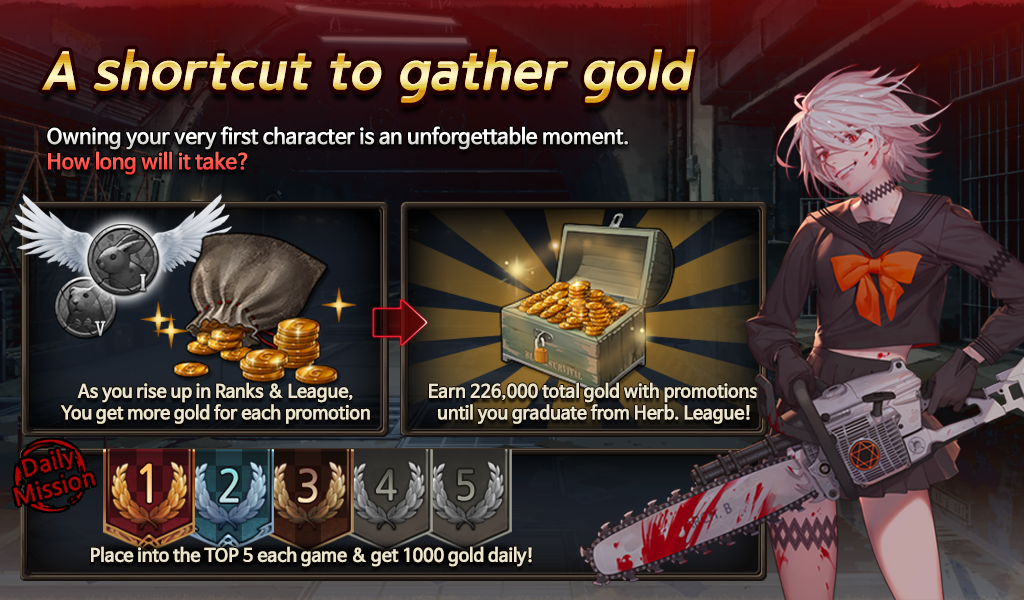 A shortcut to gather gold
Owning your very first character is an unforgettable moment.
How long will it take?
I
V
As you rise up in Ranks & League,
You get more gold for each promotion
SURVIVAL
Earn 226,000 total gold with promotions
until you graduate from Herb. League!
Daily
Mission
1 2 3 4 5
Place into the TOP 5 each game & get 1000 gold daily!